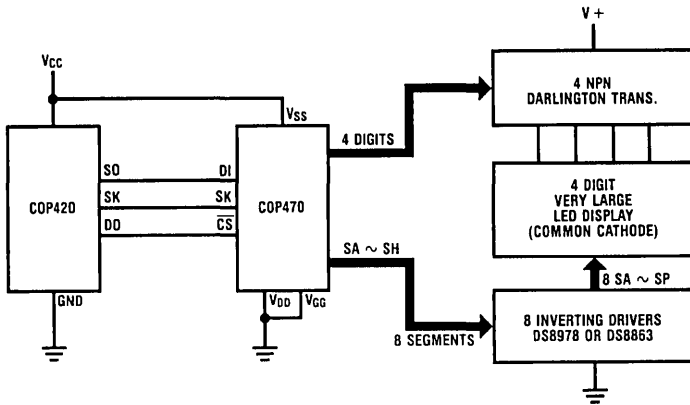 V+
4 NPN
DARLINGTON TRANS.
VCC
VSS
4 DIGITS
COP420
SO
SK
DO
DI
SK
CS
COP470
4 DIGIT
VERY LARGE
LED DISPLAY
(COMMON CATHODE)
SA ~ SH
8 SA ~ SP
GND
VDD
VGG
8 SEGMENTS
8 INVERTING DRIVERS
DS8978 OR DS8863